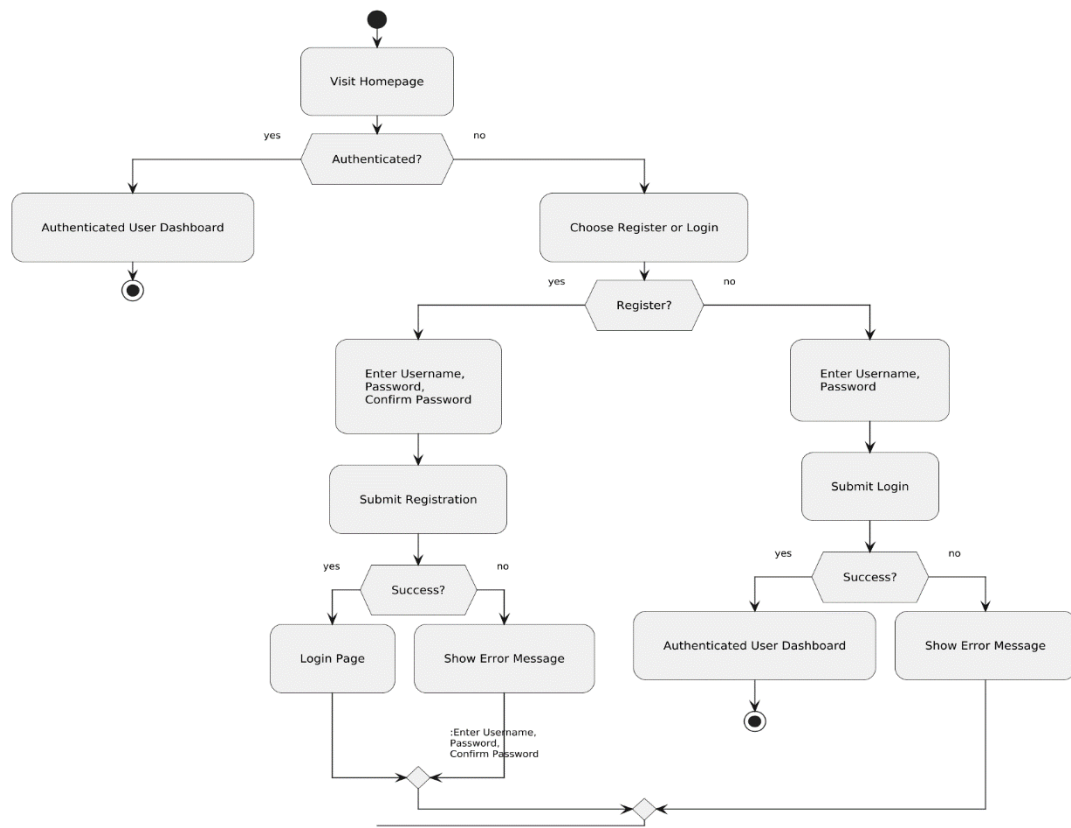 Visit Homepage
yes
no
Authenticated?
Authenticated User Dashboard
Choose Register or Login
yes
no
Register?
Enter Username,
Password,
Confirm Password
Enter Username,
Password
Submit Registration
Submit Login
yes
no
Success?
yes
no
Success?
Login Page
Show Error Message
Authenticated User Dashboard
Show Error Message
:Enter Username,
Password,
Confirm Password